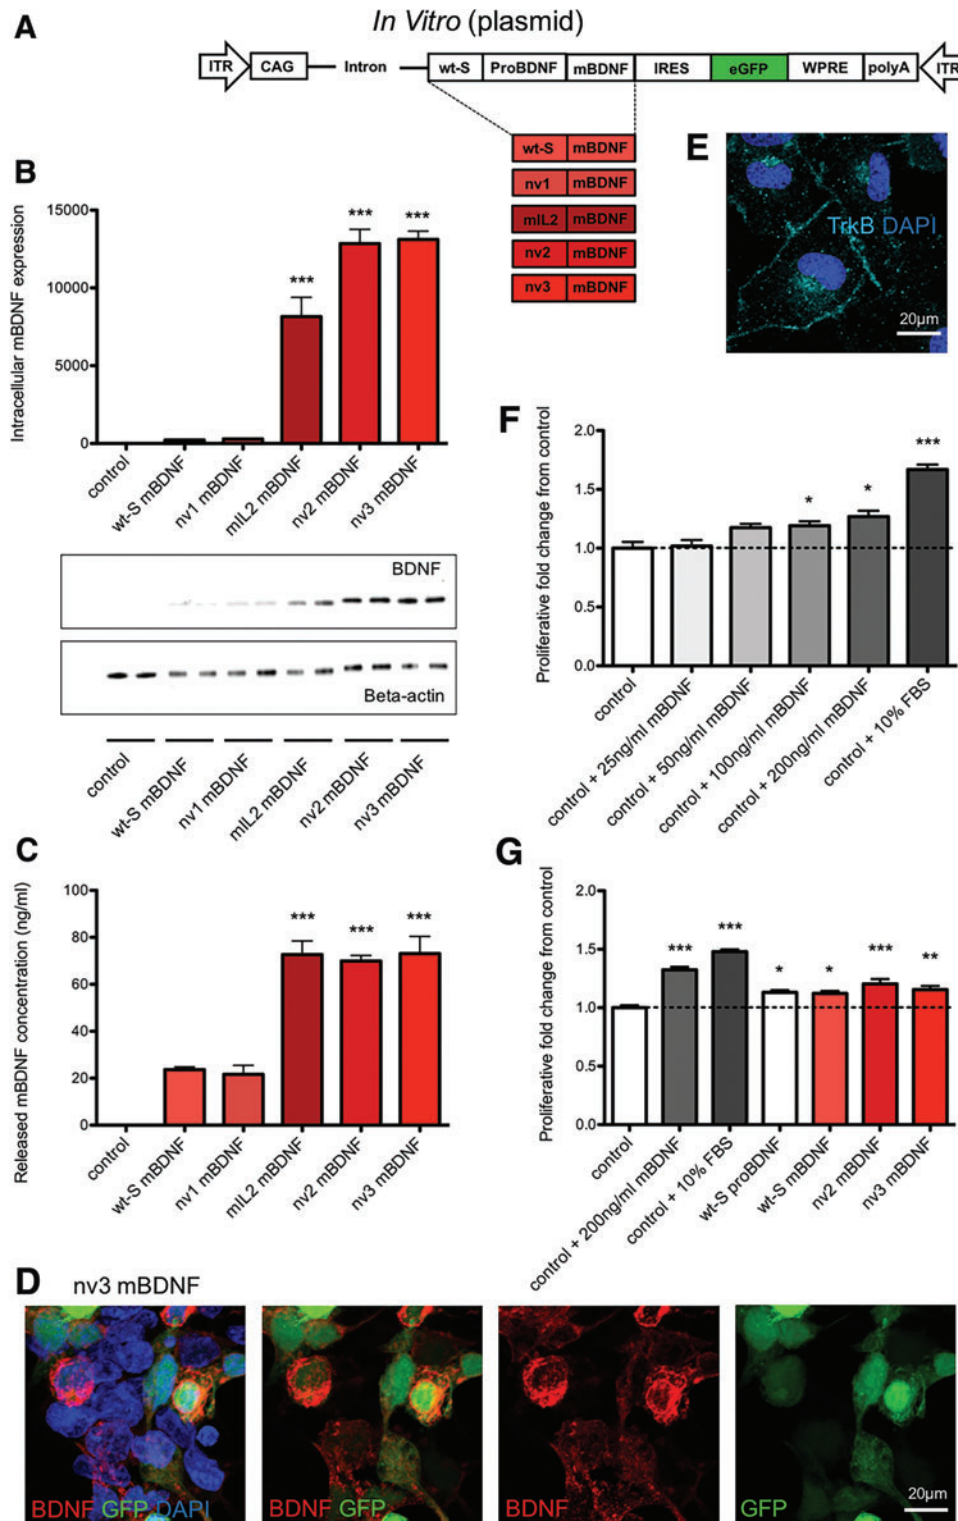 A
In Vitro (plasmid)
ITR CAG Intron wt-S ProBDNF mBDNF IRES eGFP WPRE polyA ITR
wt-S mBDNF
nv1 mBDNF
mIL2 mBDNF
nv2 mBDNF
nv3 mBDNF
B
Intracellular mBDNF expression
15000
10000
5000
0
***
***
***
control
wt-S mBDNF
nv1 mBDNF
mIL2 mBDNF
nv2 mBDNF
nv3 mBDNF
BDNF
Beta-actin
control
wt-S mBDNF
nv1 mBDNF
mIL2 mBDNF
nv2 mBDNF
nv3 mBDNF
C
Released mBDNF concentration (ng/ml)
100
80
60
40
20
0
***
***
***
control
wt-S mBDNF
nv1 mBDNF
mIL2 mBDNF
nv2 mBDNF
nv3 mBDNF
D
nv3 mBDNF
BDNF GFP DAPI
BDNF GFP
BDNF
GFP
20µm
E
TrkB DAPI
20µm
F
Proliferative fold change from control
2.0
1.5
1.0
0.5
0.0
*
*
***
control
control + 25ng/ml mBDNF
control + 50ng/ml mBDNF
control + 100ng/ml mBDNF
control + 200ng/ml mBDNF
control + 10% FBS
G
Proliferative fold change from control
2.0
1.5
1.0
0.5
0.0
***
***
*
*
***
**
control
control + 200ng/ml mBDNF
control + 10% FBS
wt-S proBDNF
wt-S mBDNF
nv2 mBDNF
nv3 mBDNF